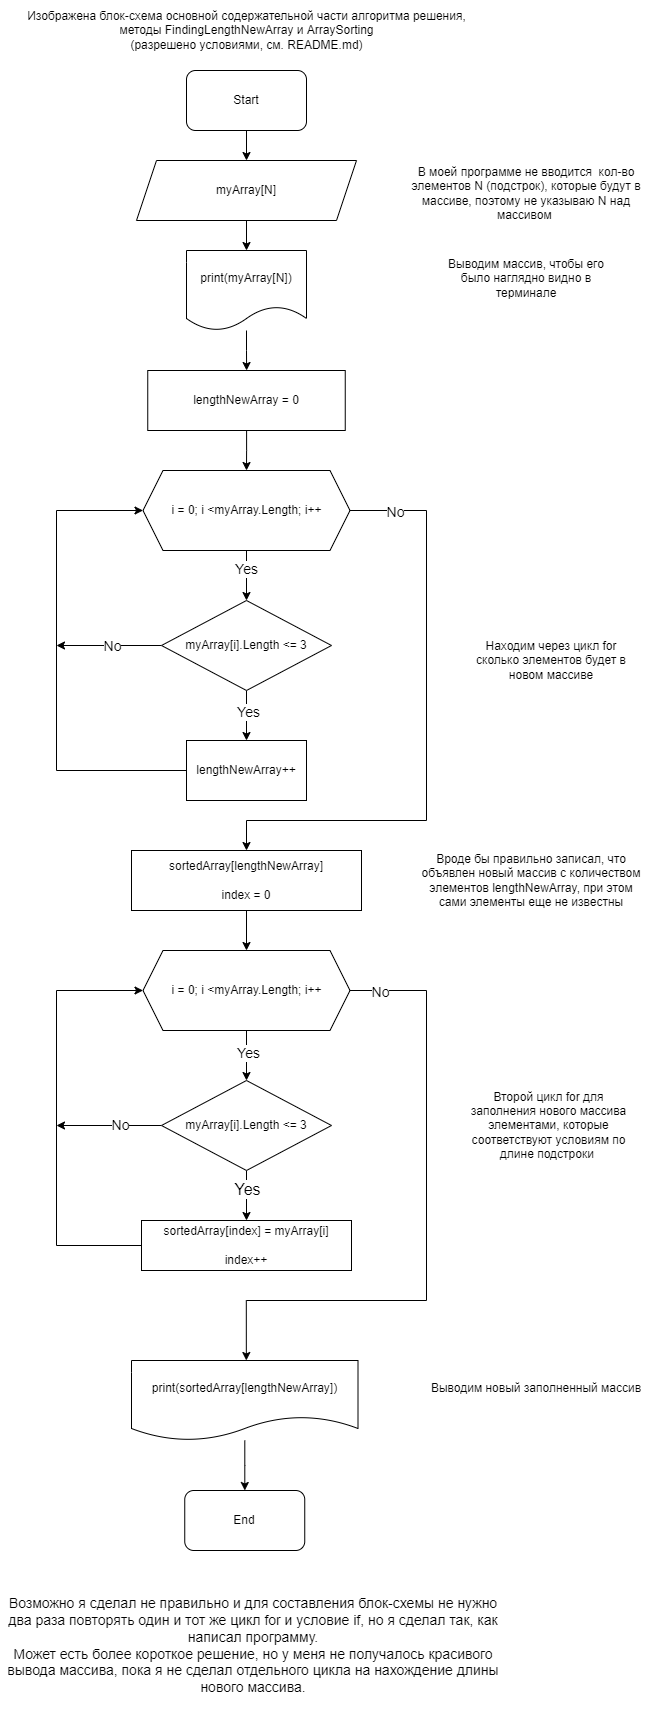 Изображена блок-схема основной содержательной части алгоритма решения,
методы FindingLengthNewArray и ArraySorting
(разрешено условиями, см. README.md)
Start
myArray[N]
В моей программе не вводится кол-во
элементов N (подстрок), которые будут в
массиве, поэтому не указываю N над
массивом
print(myArray[N])
Выводим массив, чтобы его
было наглядно видно в
терминале
lengthNewArray = 0
i = 0; i <myArray.Length; i++
No
Yes
myArray[i].Length <= 3
No
Находим через цикл for
сколько элементов будет в
новом массиве
Yes
lengthNewArray++
sortedArray[lengthNewArray]
index = 0
Вроде бы правильно записал, что
объявлен новый массив с количеством
элементов lengthNewArray, при этом
сами элементы еще не известны
i = 0; i <myArray.Length; i++
No
Yes
myArray[i].Length <= 3
No
Второй цикл for для
заполнения нового массива
элементами, которые
соответствуют условиям по
длине подстроки
Yes
sortedArray[index] = myArray[i]
index++
print(sortedArray[lengthNewArray])
Выводим новый заполненный массив
End
Возможно я сделал не правильно и для составления блок-схемы не нужно
два раза повторять один и тот же цикл for и условие if, но я сделал так, как
написал программу.
Может есть более короткое решение, но у меня не получалось красивого
вывода массива, пока я не сделал отдельного цикла на нахождение длины
нового массива.